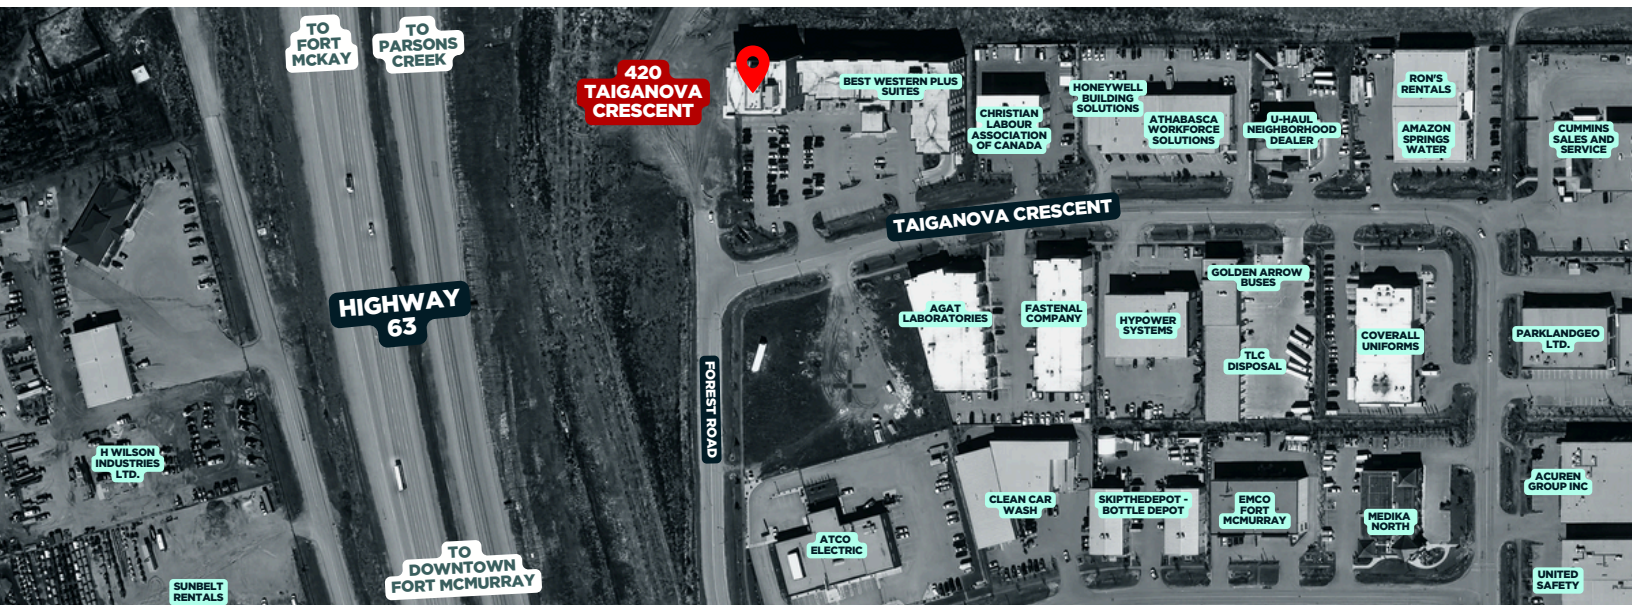 TO
FORT
MCKAY
TO
PARSONS
CREEK
420
TAIGANOVA
CRESCENT
BEST WESTERN PLUS
SUITES
CHRISTIAN
LABOUR
ASSOCIATION
OF CANADA
HONEYWELL
BUILDING
SOLUTIONS
ATHABASCA
WORKFORCE
SOLUTIONS
U-HAUL
NEIGHBORHOOD
DEALER
RON'S
RENTALS
AMAZON
SPRINGS
WATER
CUMMINS
SALES AND
SERVICE
TAIGANOVA CRESCENT
HIGHWAY
63
AGAT
LABORATORIES
FASTENAL
COMPANY
HYPOWER
SYSTEMS
GOLDEN ARROW
BUSES
TLC
DISPOSAL
COVERALL
UNIFORMS
PARKLANDGEO
LTD.
FOREST ROAD
H WILSON
INDUSTRIES
LTD.
CLEAN CAR
WASH
SKIPTHEDEPOT -
BOTTLE DEPOT
EMCO
FORT
MCMURRAY
MEDIKA
NORTH
ACUREN
GROUP INC
ATCO
ELECTRIC
TO
DOWNTOWN
FORT MCMURRAY
SUNBELT
RENTALS
UNITED
SAFETY